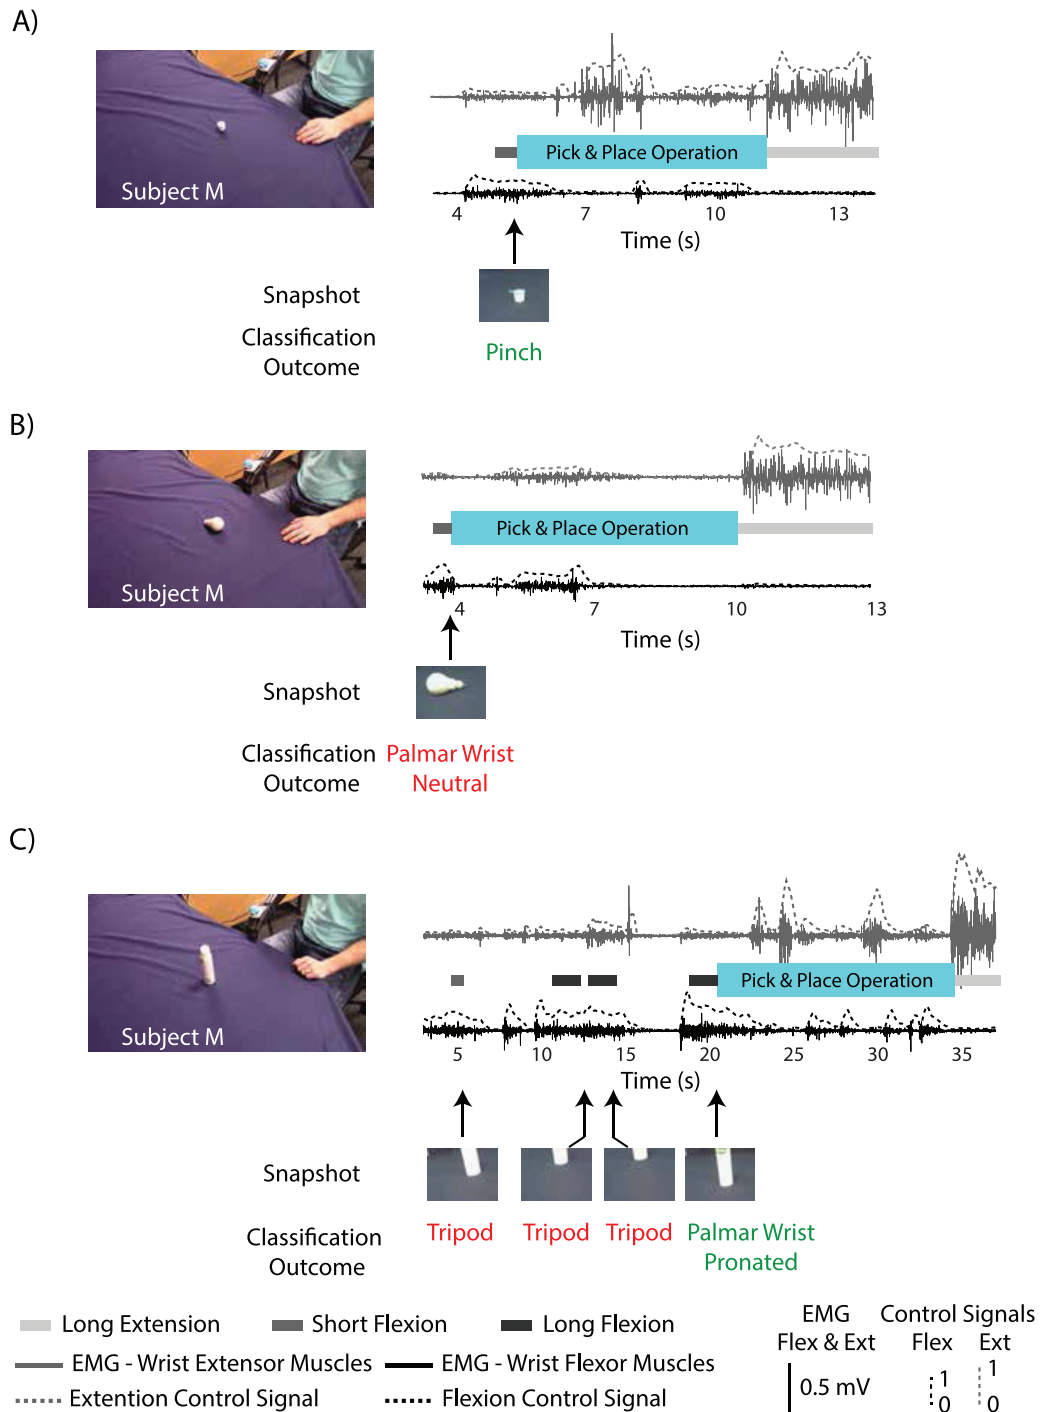 A)
Subject M
Pick & Place Operation
4 7 10 13
Time (s)
Snapshot
Classification
Outcome
Pinch
B)
Subject M
Pick & Place Operation
4 7 10 13
Time (s)
Snapshot
Classification
Outcome
Palmar Wrist
Neutral
C)
Subject M
Pick & Place Operation
5 10 15 20 25 30 35
Time (s)
Snapshot
Classification
Outcome
Tripod Tripod Tripod Palmar Wrist
Pronated
Long Extension Short Flexion Long Flexion
EMG - Wrist Extensor Muscles EMG - Wrist Flexor Muscles
Extention Control Signal Flexion Control Signal
EMG Control Signals
Flex & Ext Flex Ext
0.5 mV 1 0 1 0